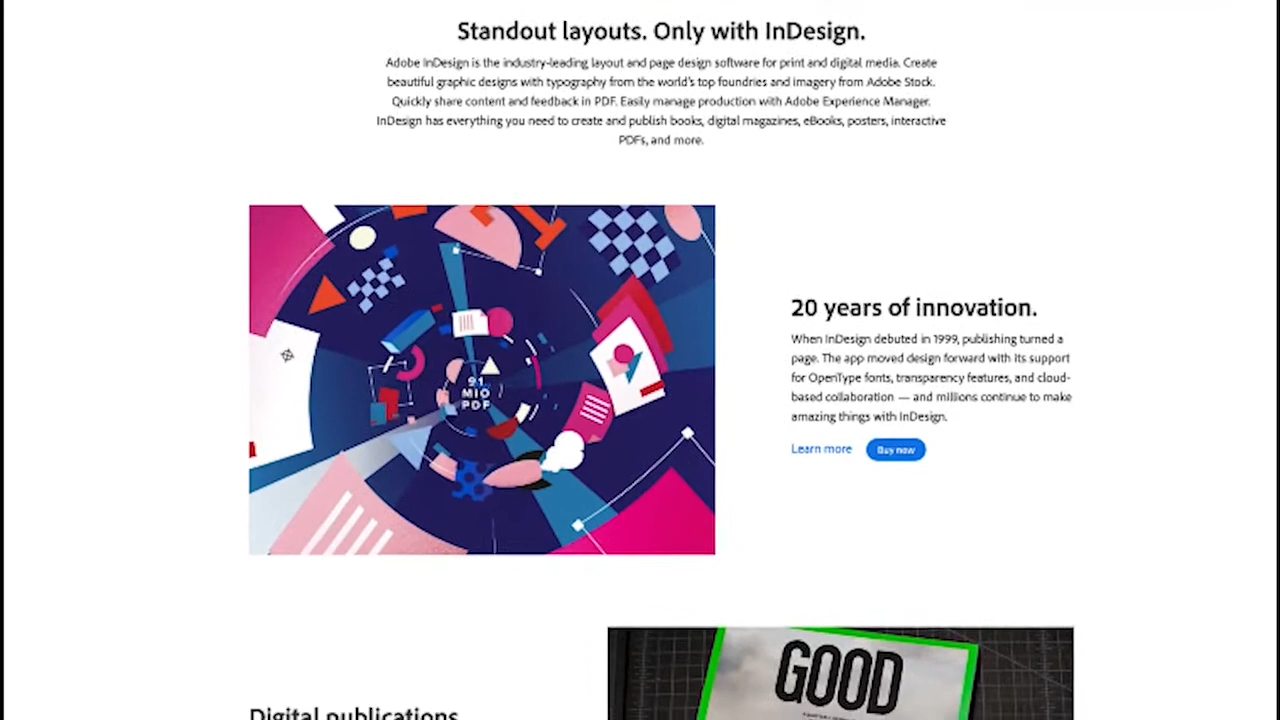 Standout layouts. Only with InDesign.
Adobe InDesign is the industry-leading layout and page design software for print and digital media. Create
beautiful graphic designs with typography from the world's top foundries and imagery from Adobe Stock.
Quickly share content and feedback in PDF. Easily manage production with Adobe Experience Manager.
InDesign has everything you need to create and publish books, digital magazines, eBooks, posters, interactive
PDFs, and more.
91
MIO
PDF
20 years of innovation.
When InDesign debuted in 1999, publishing turned a
page. The app moved design forward with its support
for OpenType fonts, transparency features, and cloud-
based collaboration — and millions continue to make
amazing things with InDesign.
Learn more
Buy now
GOOD
Digital publications